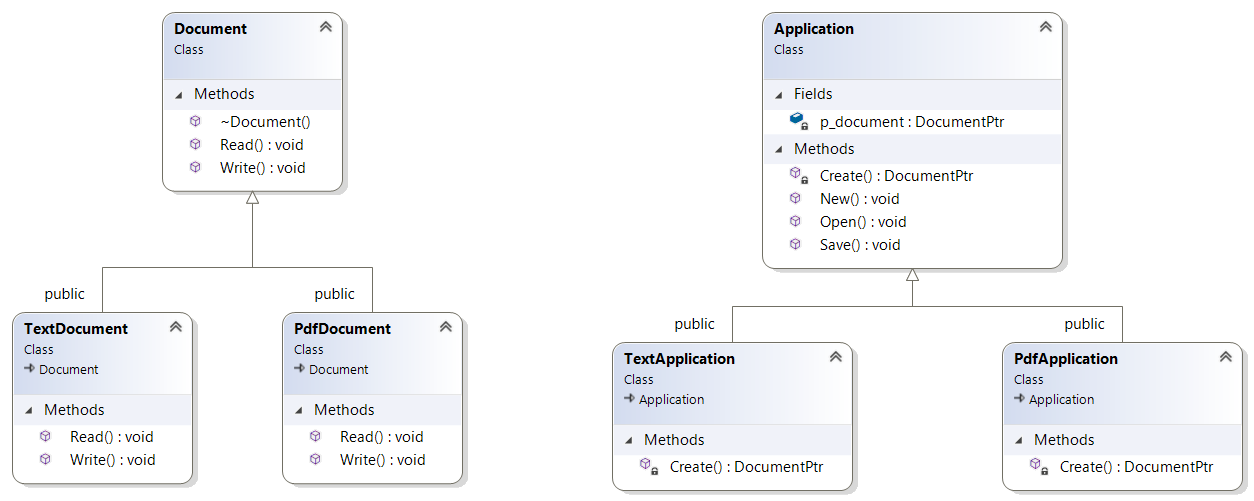 Document
Class
Methods
~Document()
Read() : void
Write() : void
public
public
TextDocument
Class
Document
Methods
Read() : void
Write() : void
PdfDocument
Class
Document
Methods
Read() : void
Write() : void
Application
Class
Fields
p_document : DocumentPtr
Methods
Create() : DocumentPtr
New() : void
Open() : void
Save() : void
public
public
TextApplication
Class
Application
Methods
Create() : DocumentPtr
PdfApplication
Class
Application
Methods
Create() : DocumentPtr